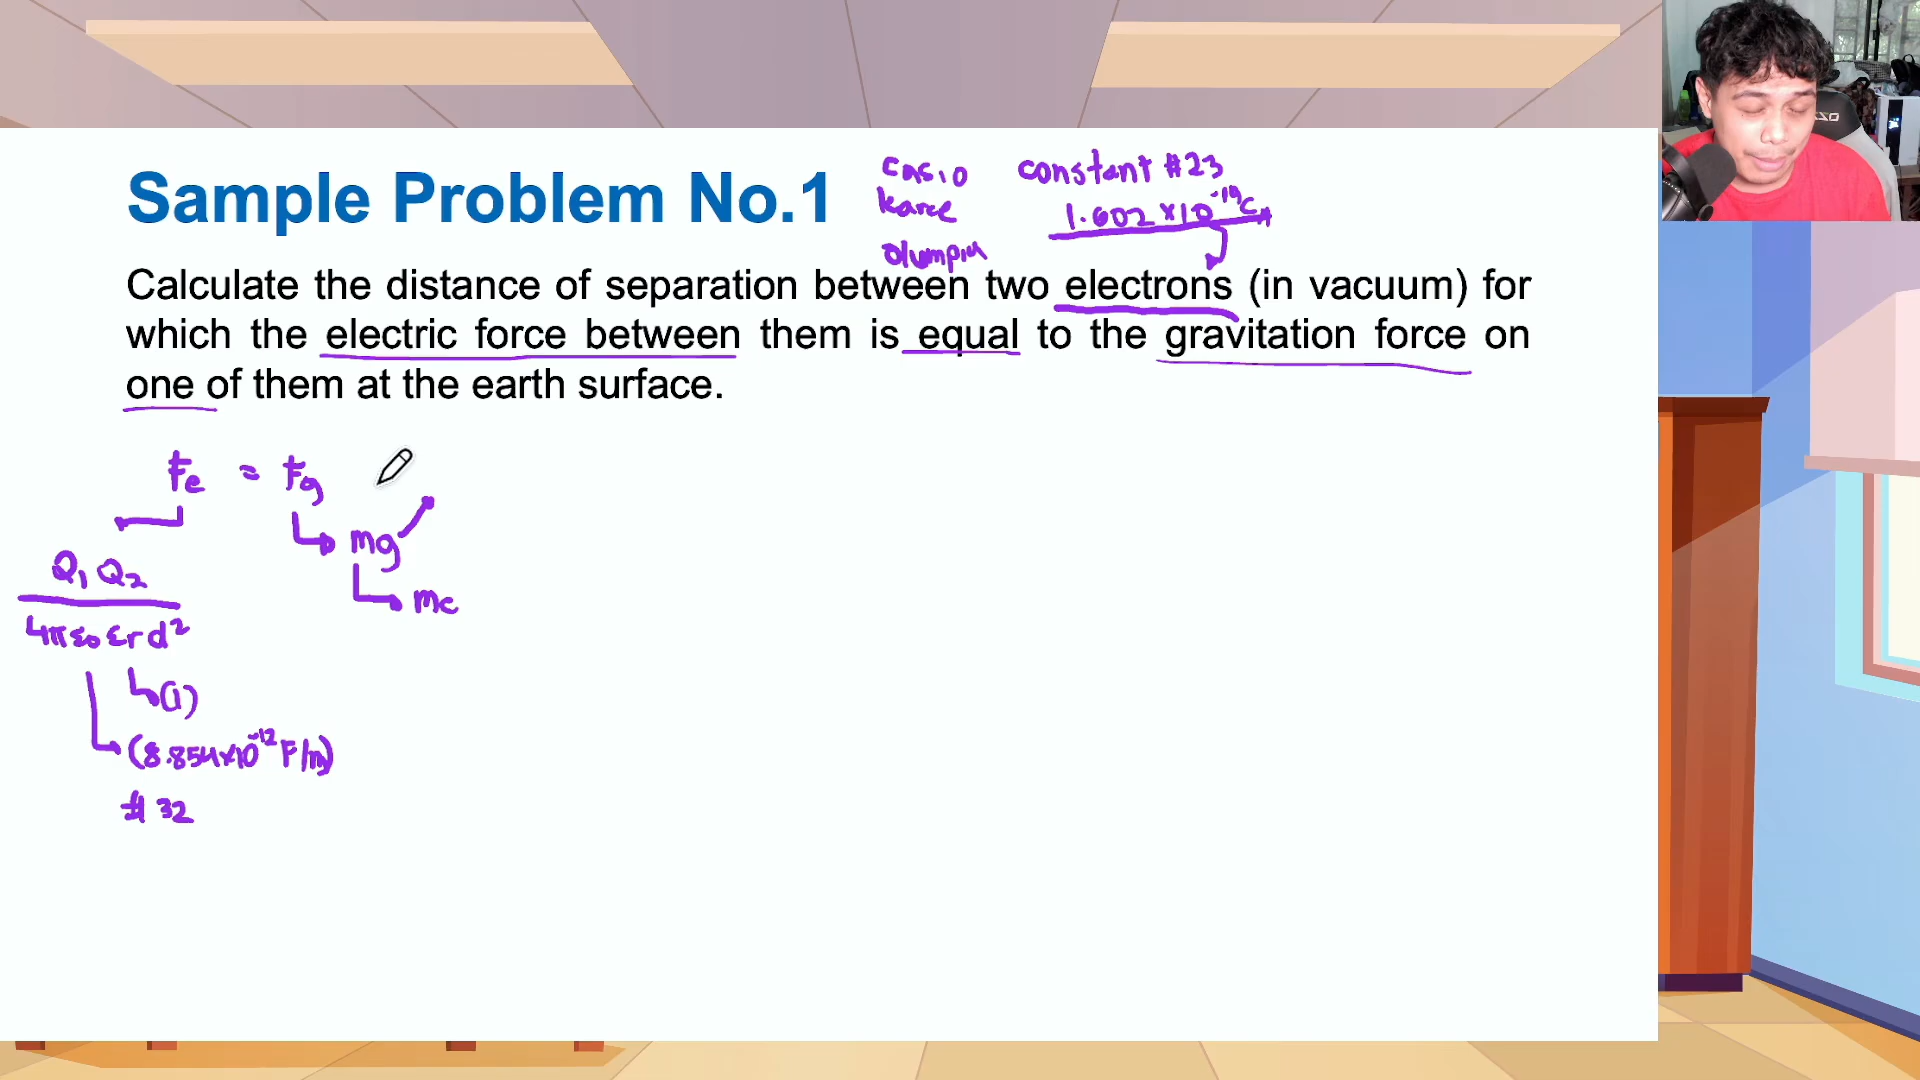 Sample Problem No.1
Casio
karce
olympia
constant #23
1.602 x 10⁻¹⁹ C
Calculate the distance of separation between two electrons (in vacuum) for
which the electric force between them is equal to the gravitation force on
one of them at the earth surface.
Fe = Fg
mg
me
Q₁ Q₂
4πε₀ εr d²
(1)
(8.854x10⁻¹² F/m)
# 32